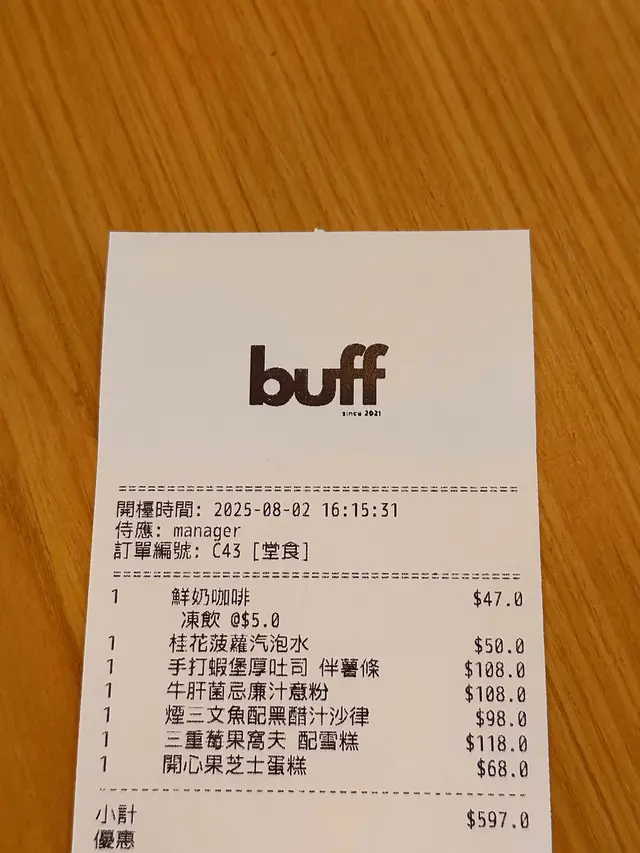 buff
since 2021
開檯時間: 2025-08-02 16:15:31
侍應: manager
訂單編號: C43 [堂食]
1 鮮奶咖啡 $47.0
凍飲 @$5.0
1 桂花菠蘿汽泡水 $50.0
1 手打蝦堡厚吐司 伴薯條 $108.0
1 牛肝菌忌廉汁意粉 $108.0
1 煙三文魚配黑醋汁沙律 $98.0
1 三重莓果窩夫 配雪糕 $118.0
1 開心果芝士蛋糕 $68.0
小計 $597.0
優惠